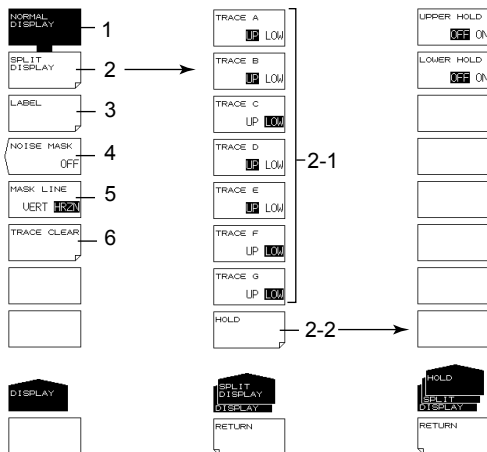 NORMAL
DISPLAY
1
SPLIT
DISPLAY
2
LABEL
3
NOISE MASK
OFF
4
MASK LINE
VERT HRZN
5
TRACE CLEAR
6
DISPLAY
TRACE A
UP LOW
TRACE B
UP LOW
TRACE C
UP LOW
TRACE D
UP LOW
TRACE E
UP LOW
TRACE F
UP LOW
TRACE G
UP LOW
2-1
HOLD
2-2
SPLIT
DISPLAY
DISPLAY
RETURN
UPPER HOLD
OFF ON
LOWER HOLD
OFF ON
HOLD
SPLIT
DISPLAY
RETURN